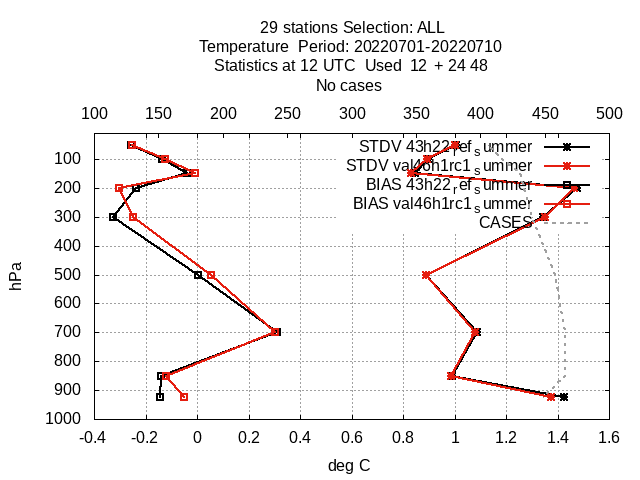 29 stations Selection: ALL
Temperature Period: 20220701-20220710
Statistics at 12 UTC Used 12 + 24 48
No cases
100 150 200 250 300 350 400 450 500
STDV 43h22_ref_summer
STDV val46h1rc1_summer
BIAS 43h22_ref_summer
BIAS val46h1rc1_summer
CASES
100
200
300
400
500
600
700
800
900
1000
hPa
-0.4 -0.2 0 0.2 0.4 0.6 0.8 1 1.2 1.4 1.6
deg C